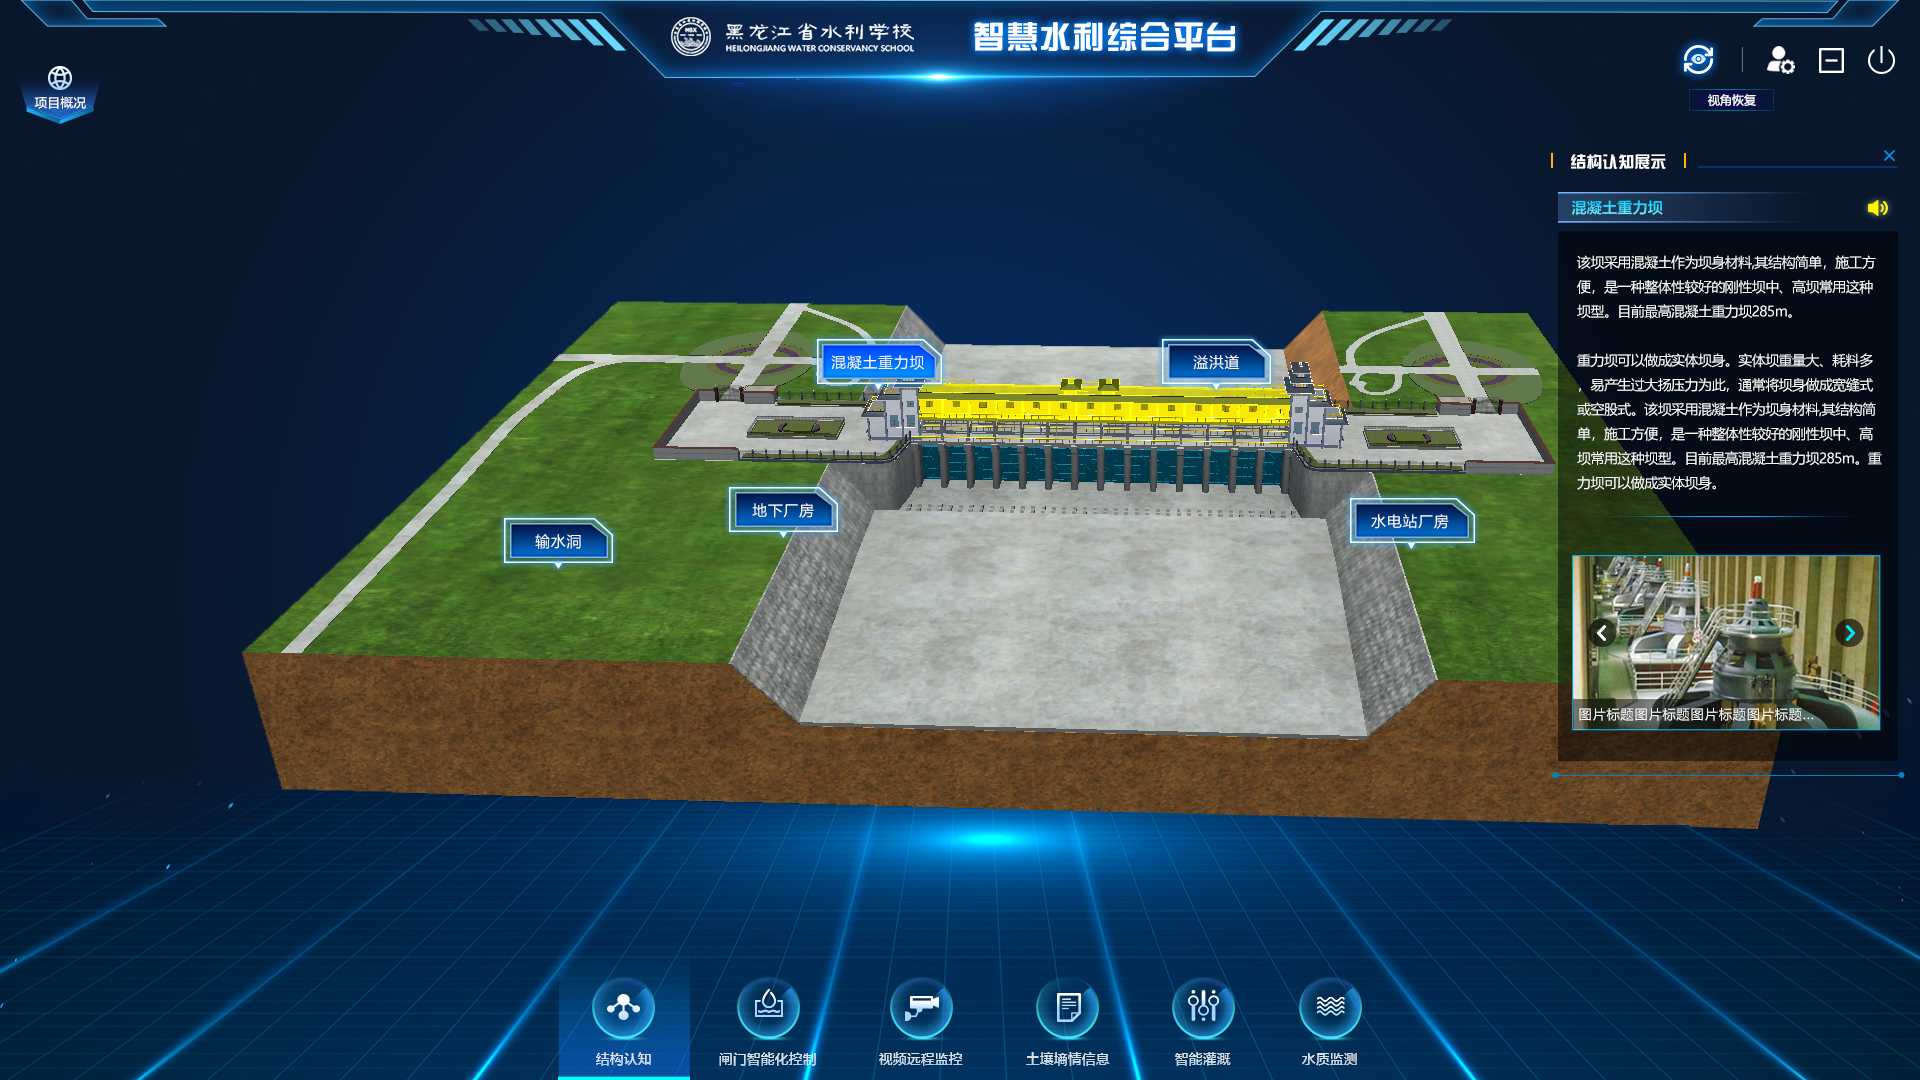 黑龙江省水利学校
HEILONGJIANG WATER CONSERVANCY SCHOOL
智慧水利综合平台
项目概况
视角恢复
结构认知展示
混凝土重力坝
该坝采用混凝土作为坝身材料,其结构简单，施工方
便，是一种整体性较好的刚性坝中、高坝常用这种
坝型。目前最高混凝土重力坝285m。
重力坝可以做成实体坝身。实体坝重量大、耗料多
，易产生过大扬压力为此，通常将坝身做成宽缝式
或空股式。该坝采用混凝土作为坝身材料,其结构简
单，施工方便，是一种整体性较好的刚性坝中、高
坝常用这种坝型。目前最高混凝土重力坝285m。重
力坝可以做成实体坝身。
图片标题图片标题图片标题图片标题...
混凝土重力坝
溢洪道
地下厂房
水电站厂房
输水洞
结构认知
闸门智能化控制
视频远程监控
土壤墒情信息
智能灌溉
水质监测